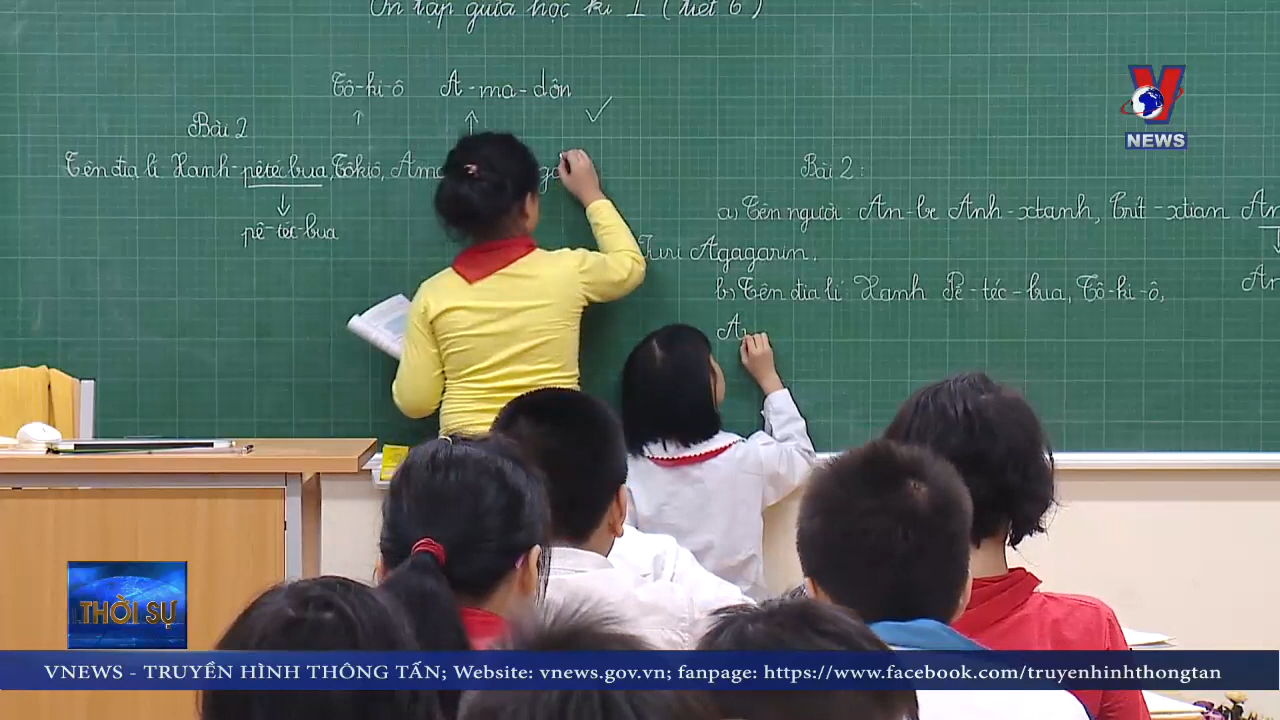 Ôn tập giữa học kì I (tiết 6)
Tô-ki-ô A-ma-dôn
Bài 2
Tên địa lí Xanh-pêtécbua, Tôkiô, Ama
pê-téc-bua
Bài 2:
a) Tên người: An-be Anh-xtanh, Crít-xtian An
Iuri Agagarin.
b) Tên địa lí: Xanh Pê-téc-bua, Tô-ki-ô,
A
An
V NEWS
THỜI SỰ
VNEWS - TRUYỀN HÌNH THÔNG TẤN; Website: vnews.gov.vn; fanpage: https://www.facebook.com/truyenhinhthongtan